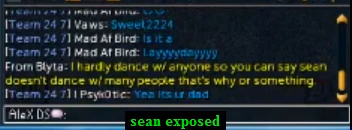 [Team 24 7] Vaws: Sweet2224
[Team 24 7] Mad Af Bird: Is it a
[Team 24 7] Mad Af Bird: Layyyydayyyy
From Blyta: I hardly dance w/ anyone so you can say sean
doesn't dance w/ many people that's why or something.
[Team 24 7] I PsykOtic: Yea its ur dad
AleX DS:
sean exposed